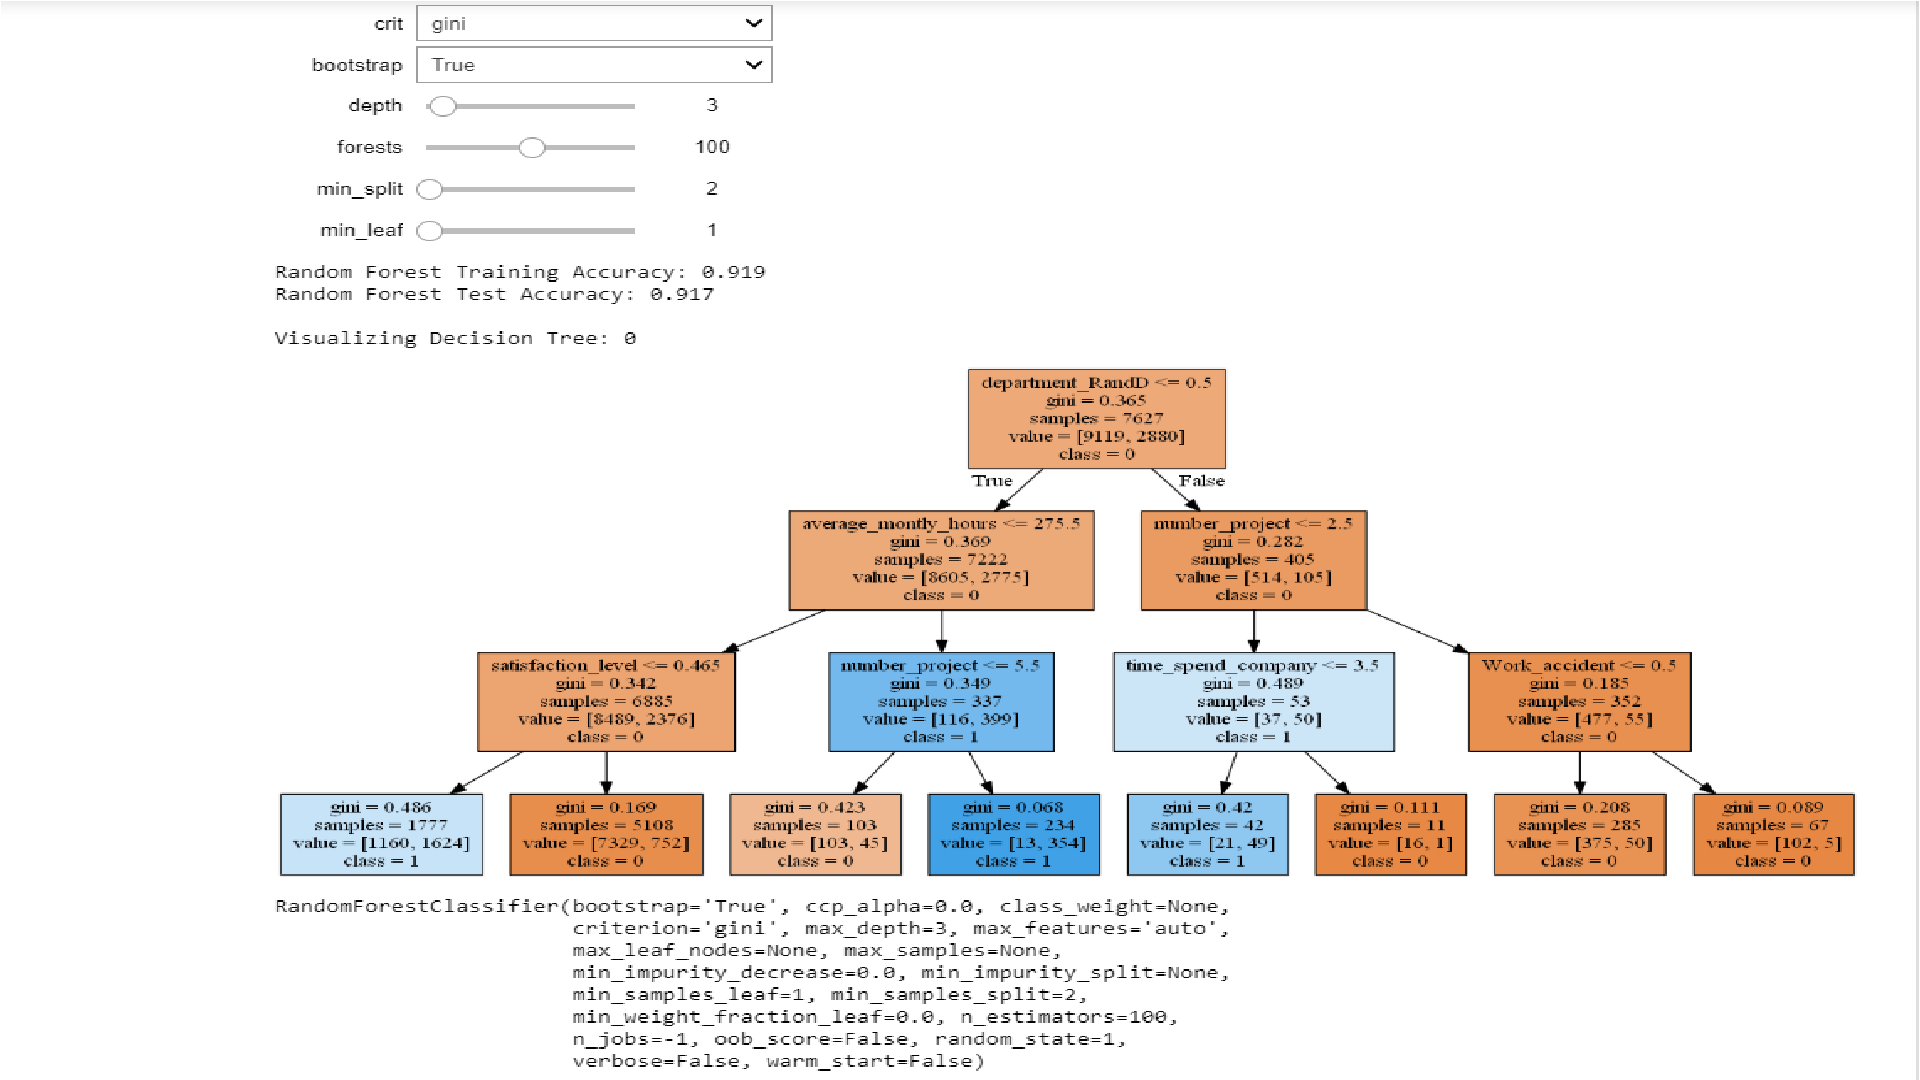 crit gini
bootstrap True
depth 3
forests 100
min_split 2
min_leaf 1
Random Forest Training Accuracy: 0.919
Random Forest Test Accuracy: 0.917
Visualizing Decision Tree: 0
department_RandD <= 0.5
gini = 0.365
samples = 7627
value = [9119, 2880]
class = 0
True
False
average_montly_hours <= 275.5
gini = 0.369
samples = 7222
value = [8605, 2775]
class = 0
number_project <= 2.5
gini = 0.282
samples = 405
value = [514, 105]
class = 0
satisfaction_level <= 0.465
gini = 0.342
samples = 6885
value = [8489, 2376]
class = 0
number_project <= 5.5
gini = 0.349
samples = 337
value = [116, 399]
class = 1
time_spend_company <= 3.5
gini = 0.489
samples = 53
value = [37, 50]
class = 1
Work_accident <= 0.5
gini = 0.185
samples = 352
value = [477, 55]
class = 0
gini = 0.486
samples = 1777
value = [1160, 1624]
class = 1
gini = 0.169
samples = 5108
value = [7329, 752]
class = 0
gini = 0.423
samples = 103
value = [103, 45]
class = 0
gini = 0.068
samples = 234
value = [13, 354]
class = 1
gini = 0.42
samples = 42
value = [21, 49]
class = 1
gini = 0.111
samples = 11
value = [16, 1]
class = 0
gini = 0.208
samples = 285
value = [375, 50]
class = 0
gini = 0.089
samples = 67
value = [102, 5]
class = 0
RandomForestClassifier(bootstrap='True', ccp_alpha=0.0, class_weight=None,
criterion='gini', max_depth=3, max_features='auto',
max_leaf_nodes=None, max_samples=None,
min_impurity_decrease=0.0, min_impurity_split=None,
min_samples_leaf=1, min_samples_split=2,
min_weight_fraction_leaf=0.0, n_estimators=100,
n_jobs=-1, oob_score=False, random_state=1,
verbose=False, warm_start=False)